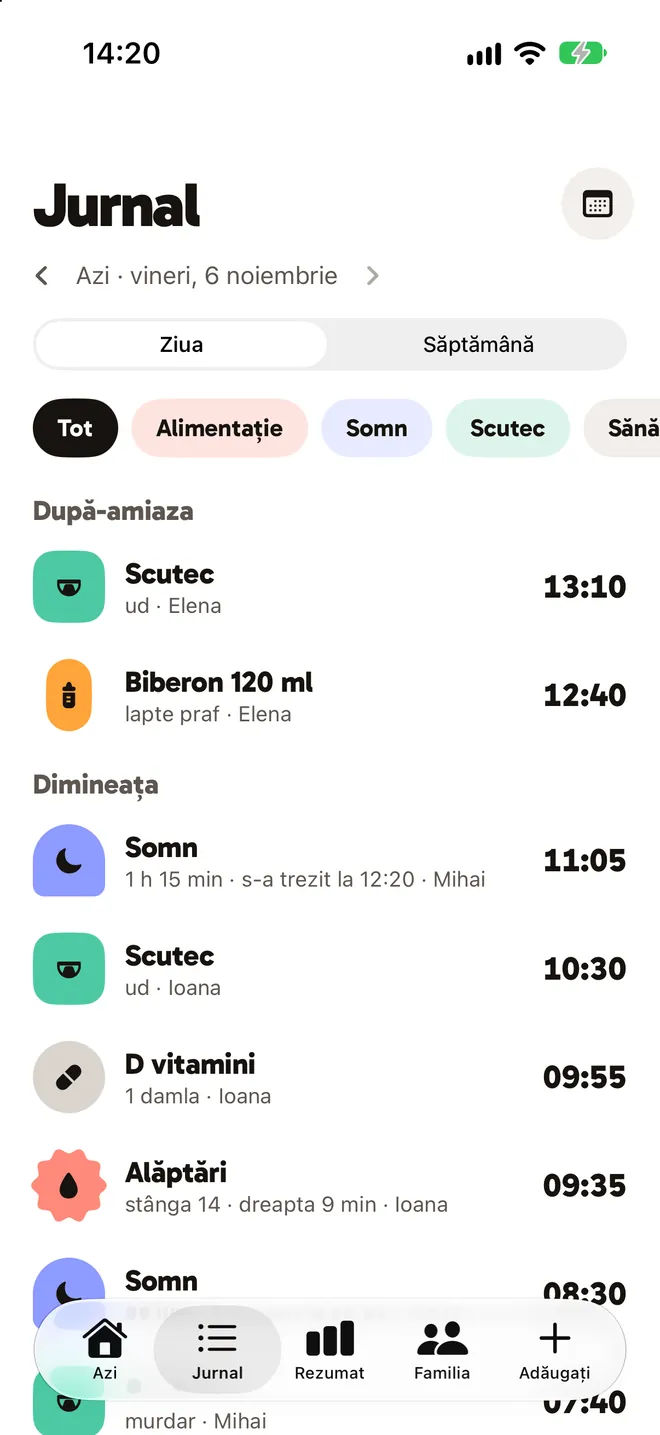 14:20
Jurnal
Azi · vineri, 6 noiembrie
Ziua
Săptămână
Tot
Alimentație
Somn
Scutec
Sănă
După-amiaza
Scutec
13:10
ud · Elena
Biberon 120 ml
12:40
lapte praf · Elena
Dimineața
Somn
11:05
1 h 15 min · s-a trezit la 12:20 · Mihai
Scutec
10:30
ud · Ioana
D vitamini
09:55
1 damla · Ioana
Alăptări
09:35
stânga 14 · dreapta 9 min · Ioana
Somn
08:30
Azi
Jurnal
Rezumat
Familia
Adăugați
07:40
murdar · Mihai